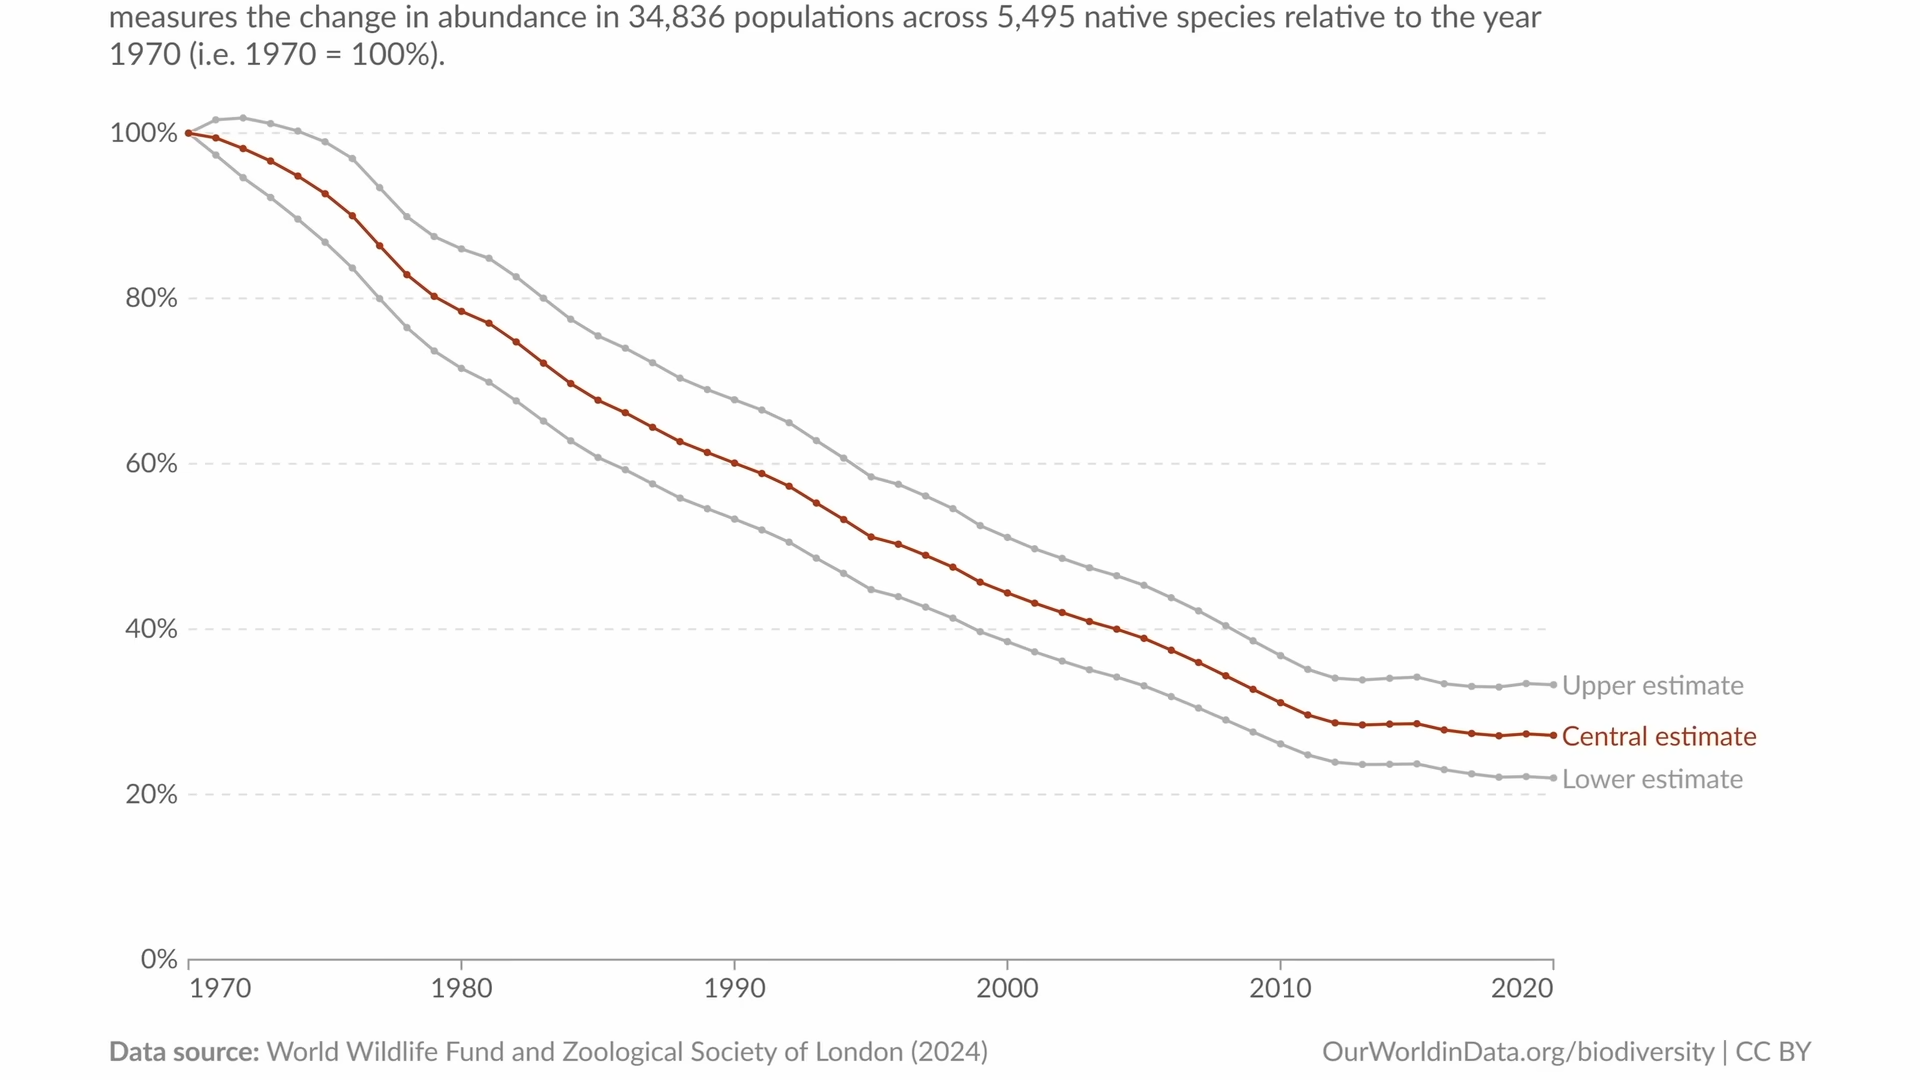 measures the change in abundance in 34,836 populations across 5,495 native species relative to the year
1970 (i.e. 1970 = 100%).
100%
80%
60%
40%
20%
0%
Upper estimate
Central estimate
Lower estimate
1970 1980 1990 2000 2010 2020
Data source: World Wildlife Fund and Zoological Society of London (2024)
OurWorldinData.org/biodiversity | CC BY